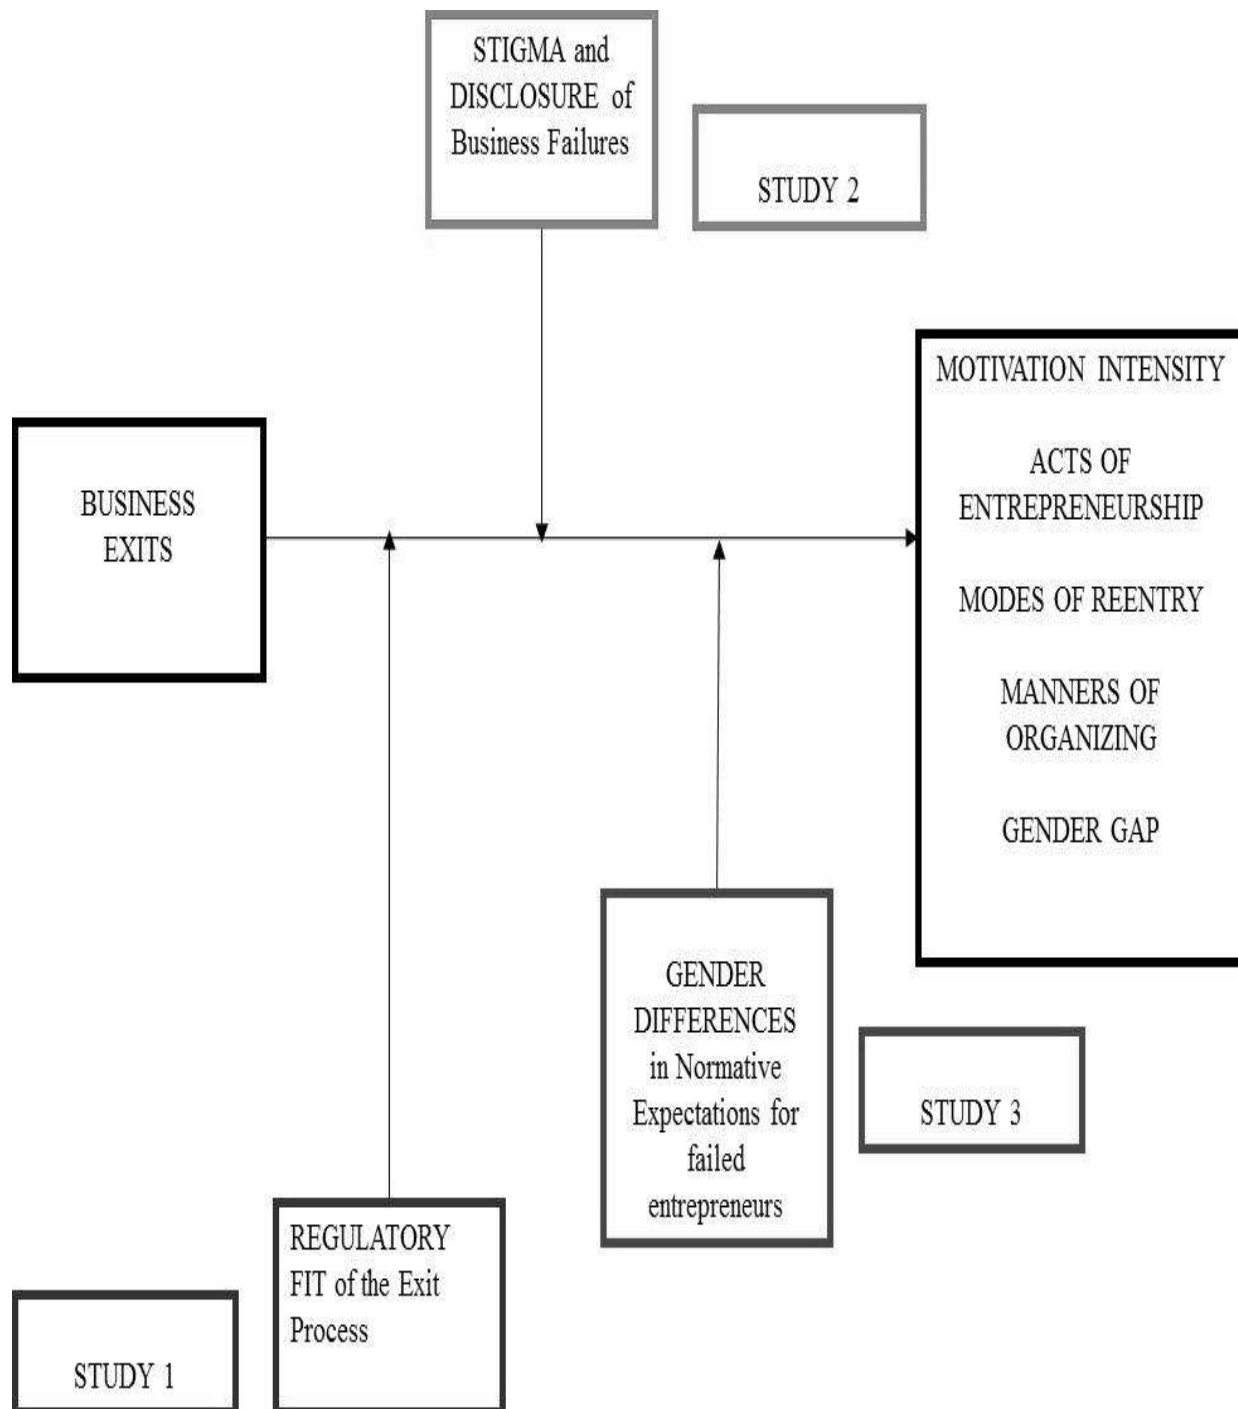 STIGMA and
DISCLOSURE of
Business Failures
STUDY 2
BUSINESS
EXITS
MOTIVATION INTENSITY
ACTS OF
ENTREPRENEURSHIP
MODES OF REENTRY
MANNERS OF
ORGANIZING
GENDER GAP
GENDER
DIFFERENCES
in Normative
Expectations for
failed
entrepreneurs
STUDY 3
REGULATORY
FIT of the Exit
Process
STUDY 1